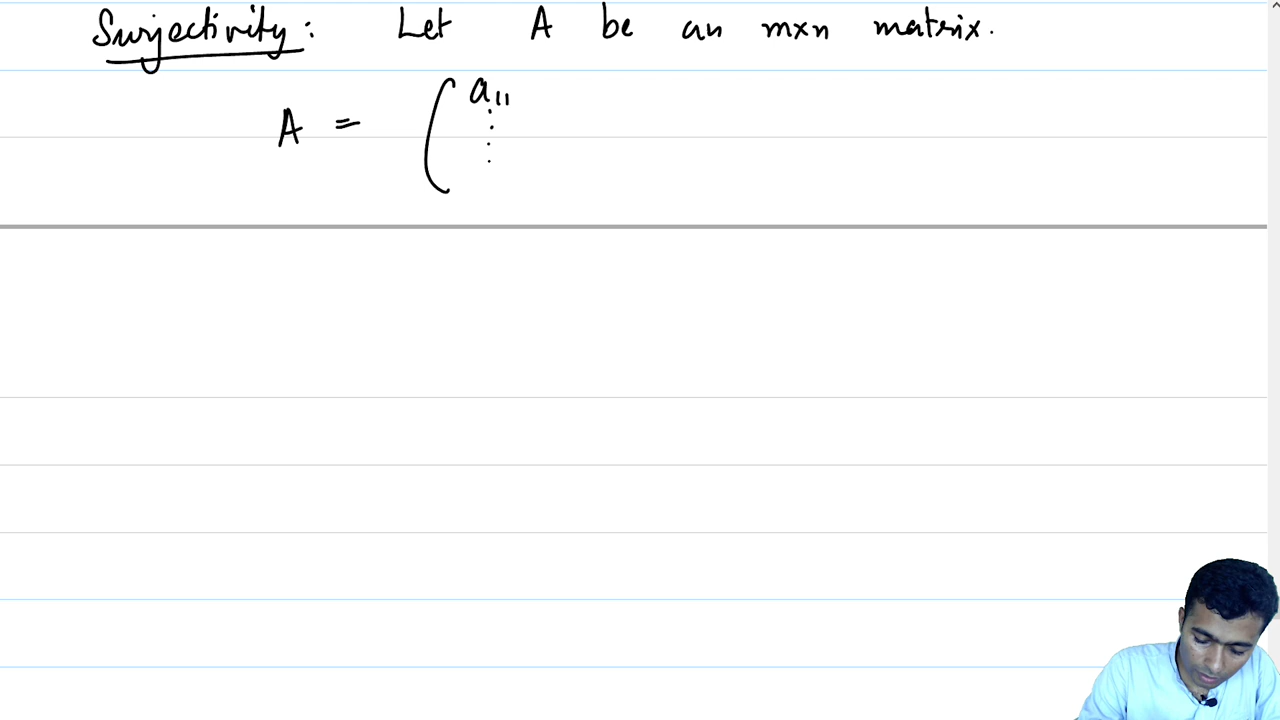 Surjectivity: Let A be an m×n matrix.
A = ( a₁₁
⋮